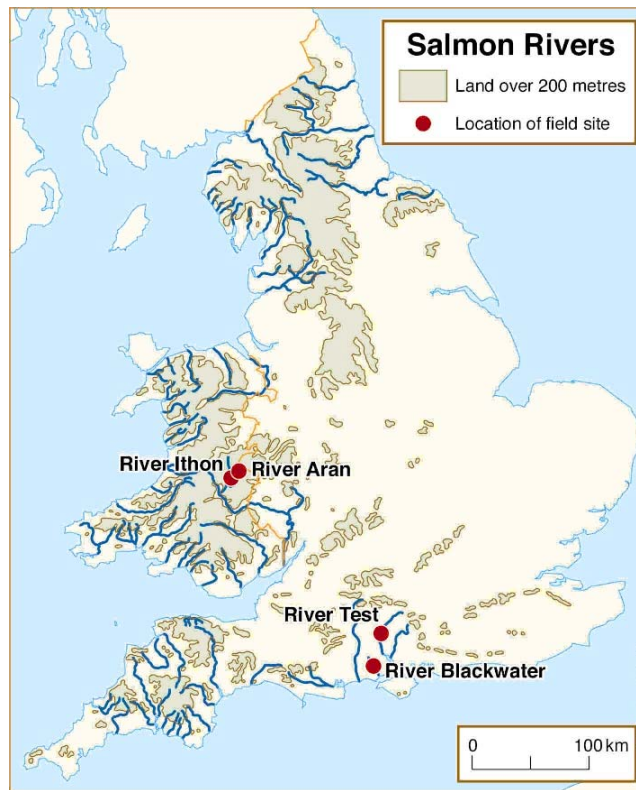 Salmon Rivers
Land over 200 metres
Location of field site
River Ithon
River Aran
River Test
River Blackwater
0 100 km